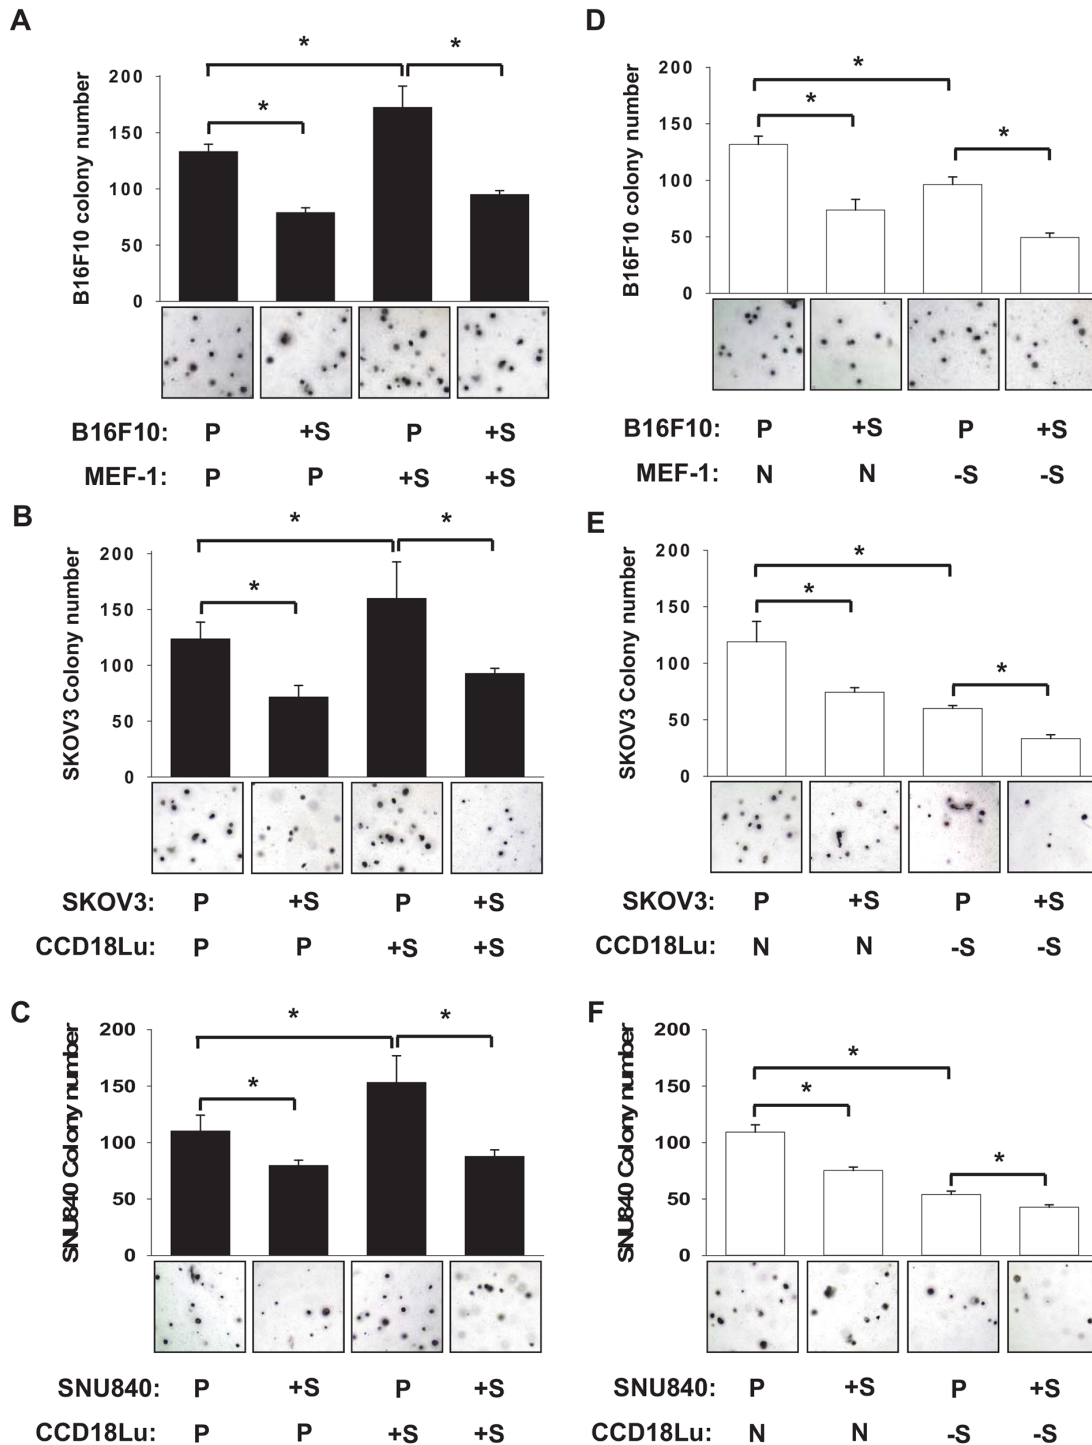 A
*
*
*
B16F10 colony number
200
150
100
50
0
B16F10: P +S P +S
MEF-1: P P +S +S
B
*
*
*
SKOV3 Colony number
200
150
100
50
0
SKOV3: P +S P +S
CCD18Lu: P P +S +S
C
*
*
*
SNU840 Colony number
200
150
100
50
0
SNU840: P +S P +S
CCD18Lu: P P +S +S
D
*
*
*
B16F10 colony number
200
150
100
50
0
B16F10: P +S P +S
MEF-1: N N -S -S
E
*
*
*
SKOV3 Colony number
200
150
100
50
0
SKOV3: P +S P +S
CCD18Lu: N N -S -S
F
*
*
*
SNU840 Colony number
200
150
100
50
0
SNU840: P +S P +S
CCD18Lu: N N -S -S